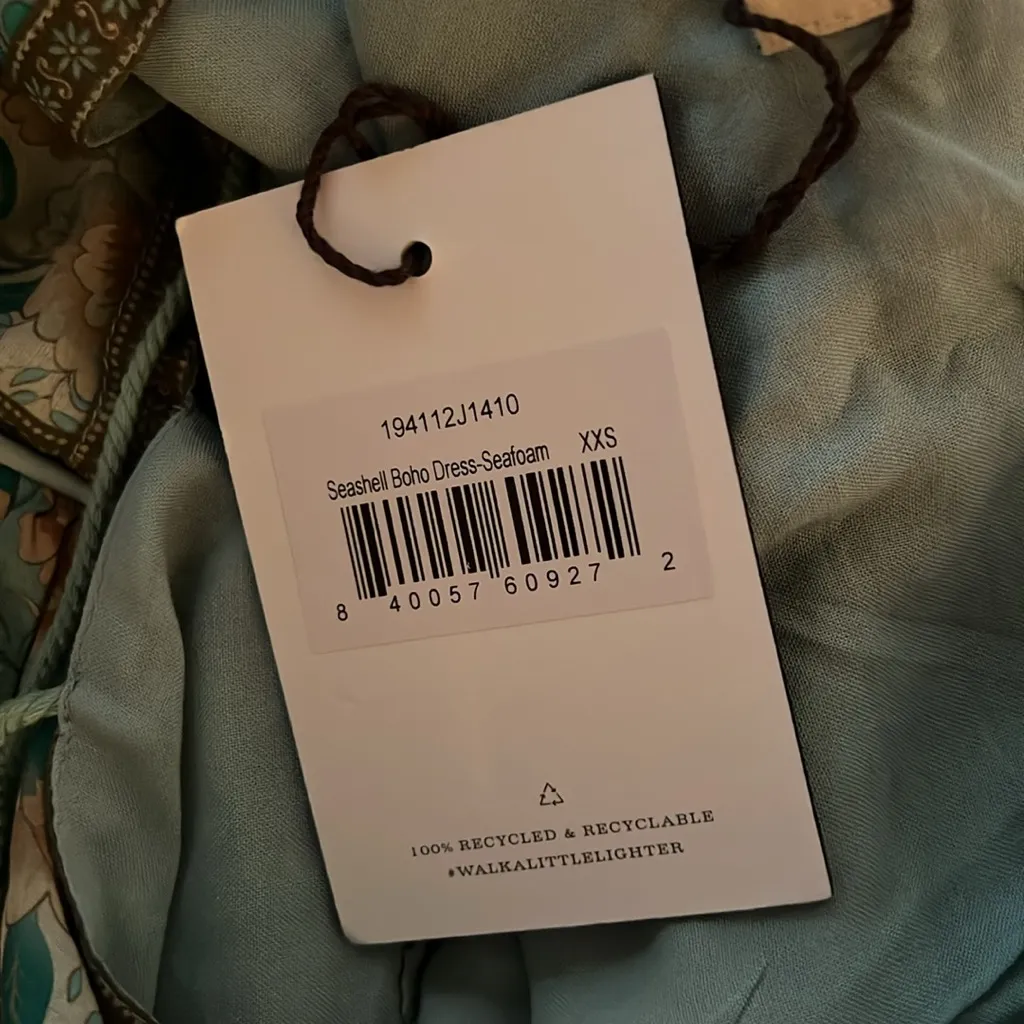 194112J1410
Seashell Boho Dress-Seafoam XXS
8 40057 60927 2
100% RECYCLED & RECYCLABLE
#WALKALITTLELIGHTER